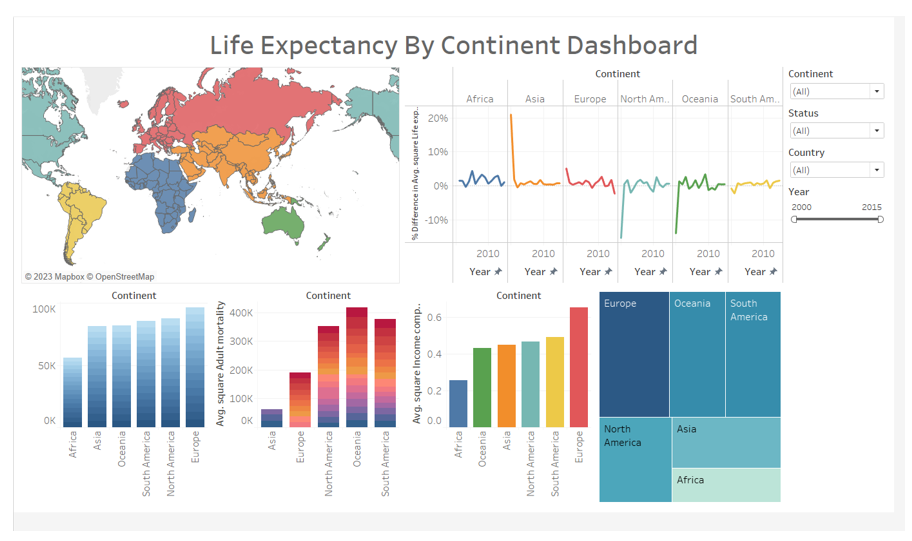 Life Expectancy By Continent Dashboard
© 2023 Mapbox © OpenStreetMap
Continent
Africa
Asia
Europe
North Am..
Oceania
South Am..
% Difference in Avg. square Life exp..
20%
10%
0%
-10%
2010
2010
2010
2010
2010
2010
Year
Year
Year
Year
Year
Year
Continent
(All)
Status
(All)
Country
(All)
Year
2000
2015
Continent
100K
50K
0K
Africa
Asia
Oceania
South America
North America
Europe
Continent
Avg. square Adult mortality
400K
300K
200K
100K
0K
Asia
Europe
North America
Oceania
South America
Continent
Avg. square Income comp..
0.6
0.4
0.2
0.0
Africa
Oceania
Asia
North America
South America
Europe
Europe
Oceania
South
America
North
America
Asia
Africa